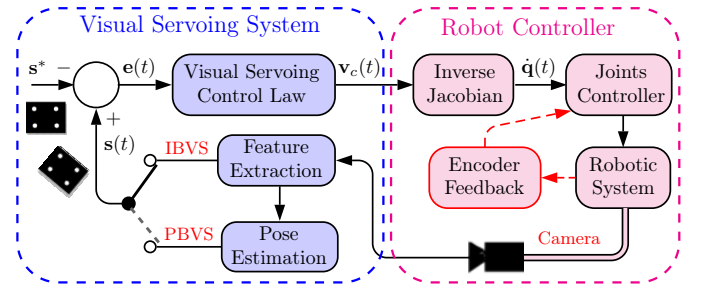 Visual Servoing System
Robot Controller
s* − e(t)
Visual Servoing
Control Law
v_c(t)
Inverse
Jacobian
q̇(t)
Joints
Controller
+
s(t)
IBVS
Feature
Extraction
Encoder
Feedback
Robotic
System
PBVS
Pose
Estimation
Camera